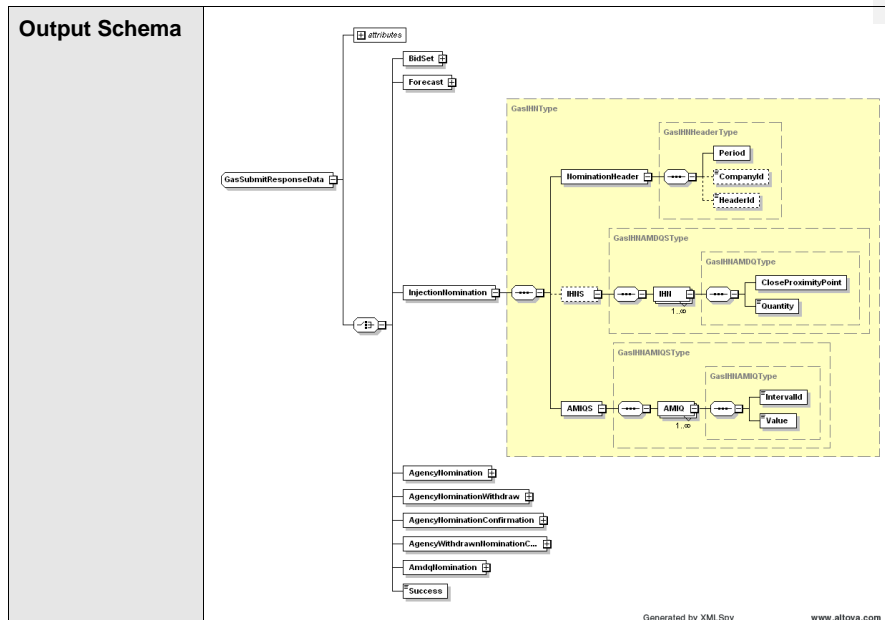 Output Schema
attributes
BidSet
Forecast
GasIHNType
GasIHNHeaderType
Period
NominationHeader
CompanyId
HeaderId
GasSubmitResponseData
GasIHNAMDQSType
GasIHNAMDQType
CloseProximityPoint
InjectionNomination
IHNS
IHN
Quantity
1..∞
GasIHNAMIQSType
GasIHNAMIQType
IntervalId
AMIQS
AMIQ
Value
1..∞
AgencyNomination
AgencyNominationWithdraw
AgencyNominationConfirmation
AgencyWithdrawnNominationC...
AmdqNomination
Success
Generated by XMLSpy www.altova.com